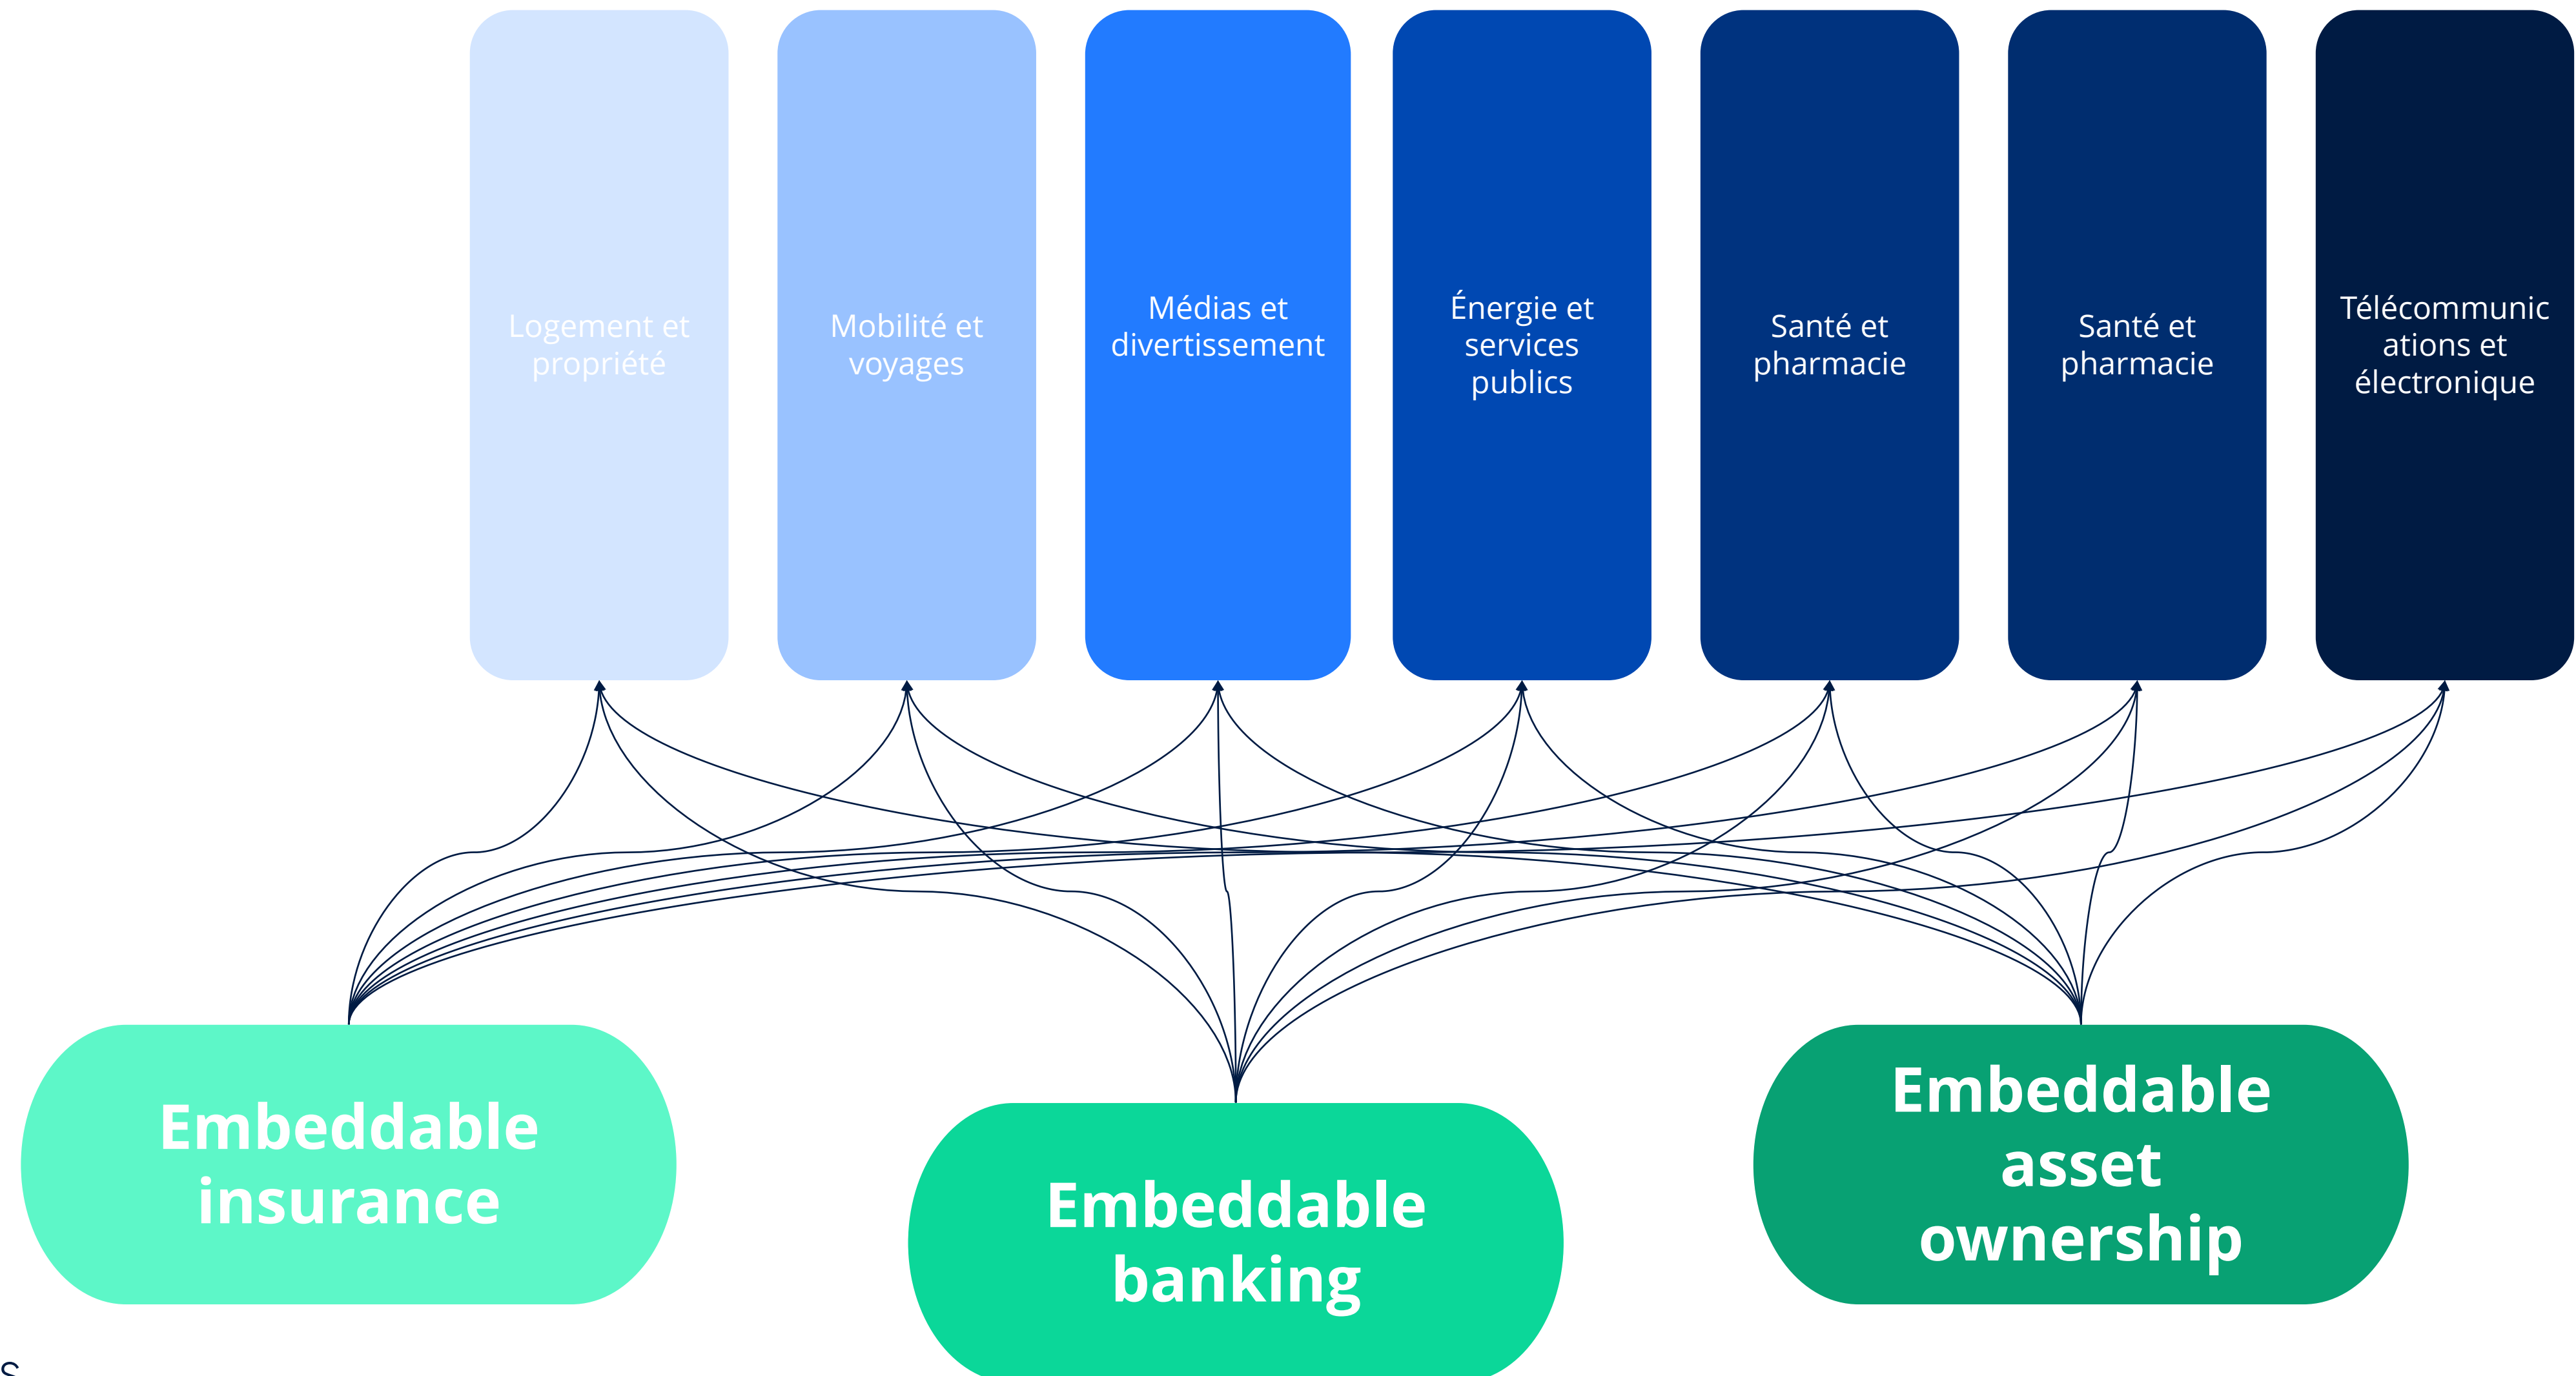 Logement et
propriété
Mobilité et
voyages
Médias et
divertissement
Énergie et
services
publics
Santé et
pharmacie
Santé et
pharmacie
Télécommunic
ations et
électronique
Embeddable
insurance
Embeddable
banking
Embeddable
asset
ownership
s